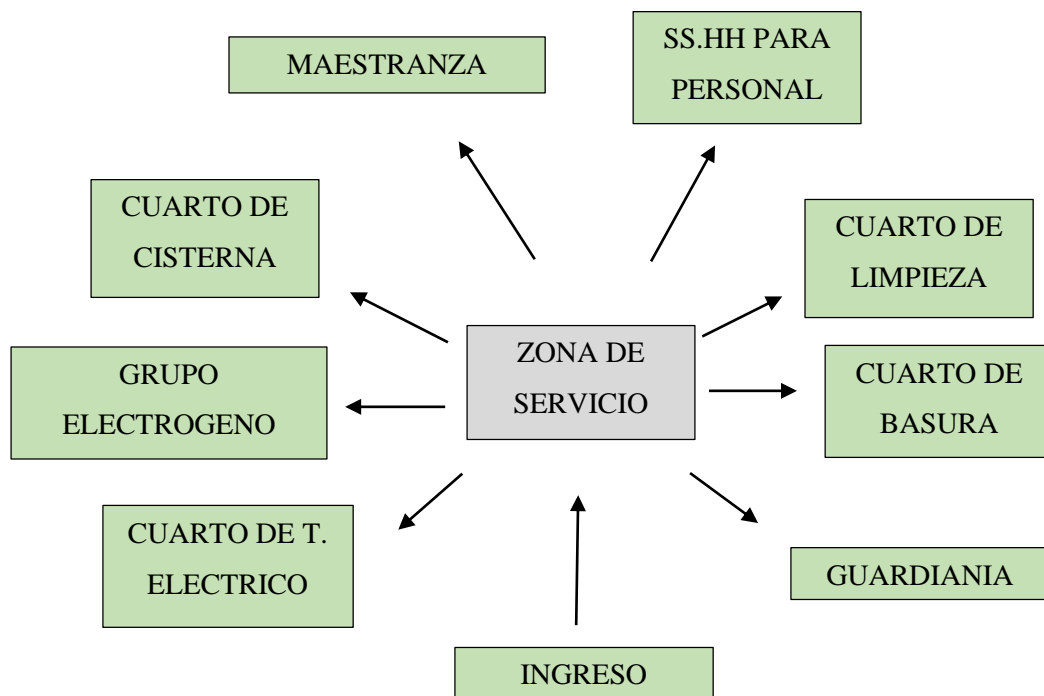 MAESTRANZA
SS.HH PARA
PERSONAL
CUARTO DE
CISTERNA
CUARTO DE
LIMPIEZA
ZONA DE
SERVICIO
GRUPO
ELECTROGENO
CUARTO DE
BASURA
CUARTO DE T.
ELECTRICO
GUARDIANIA
INGRESO